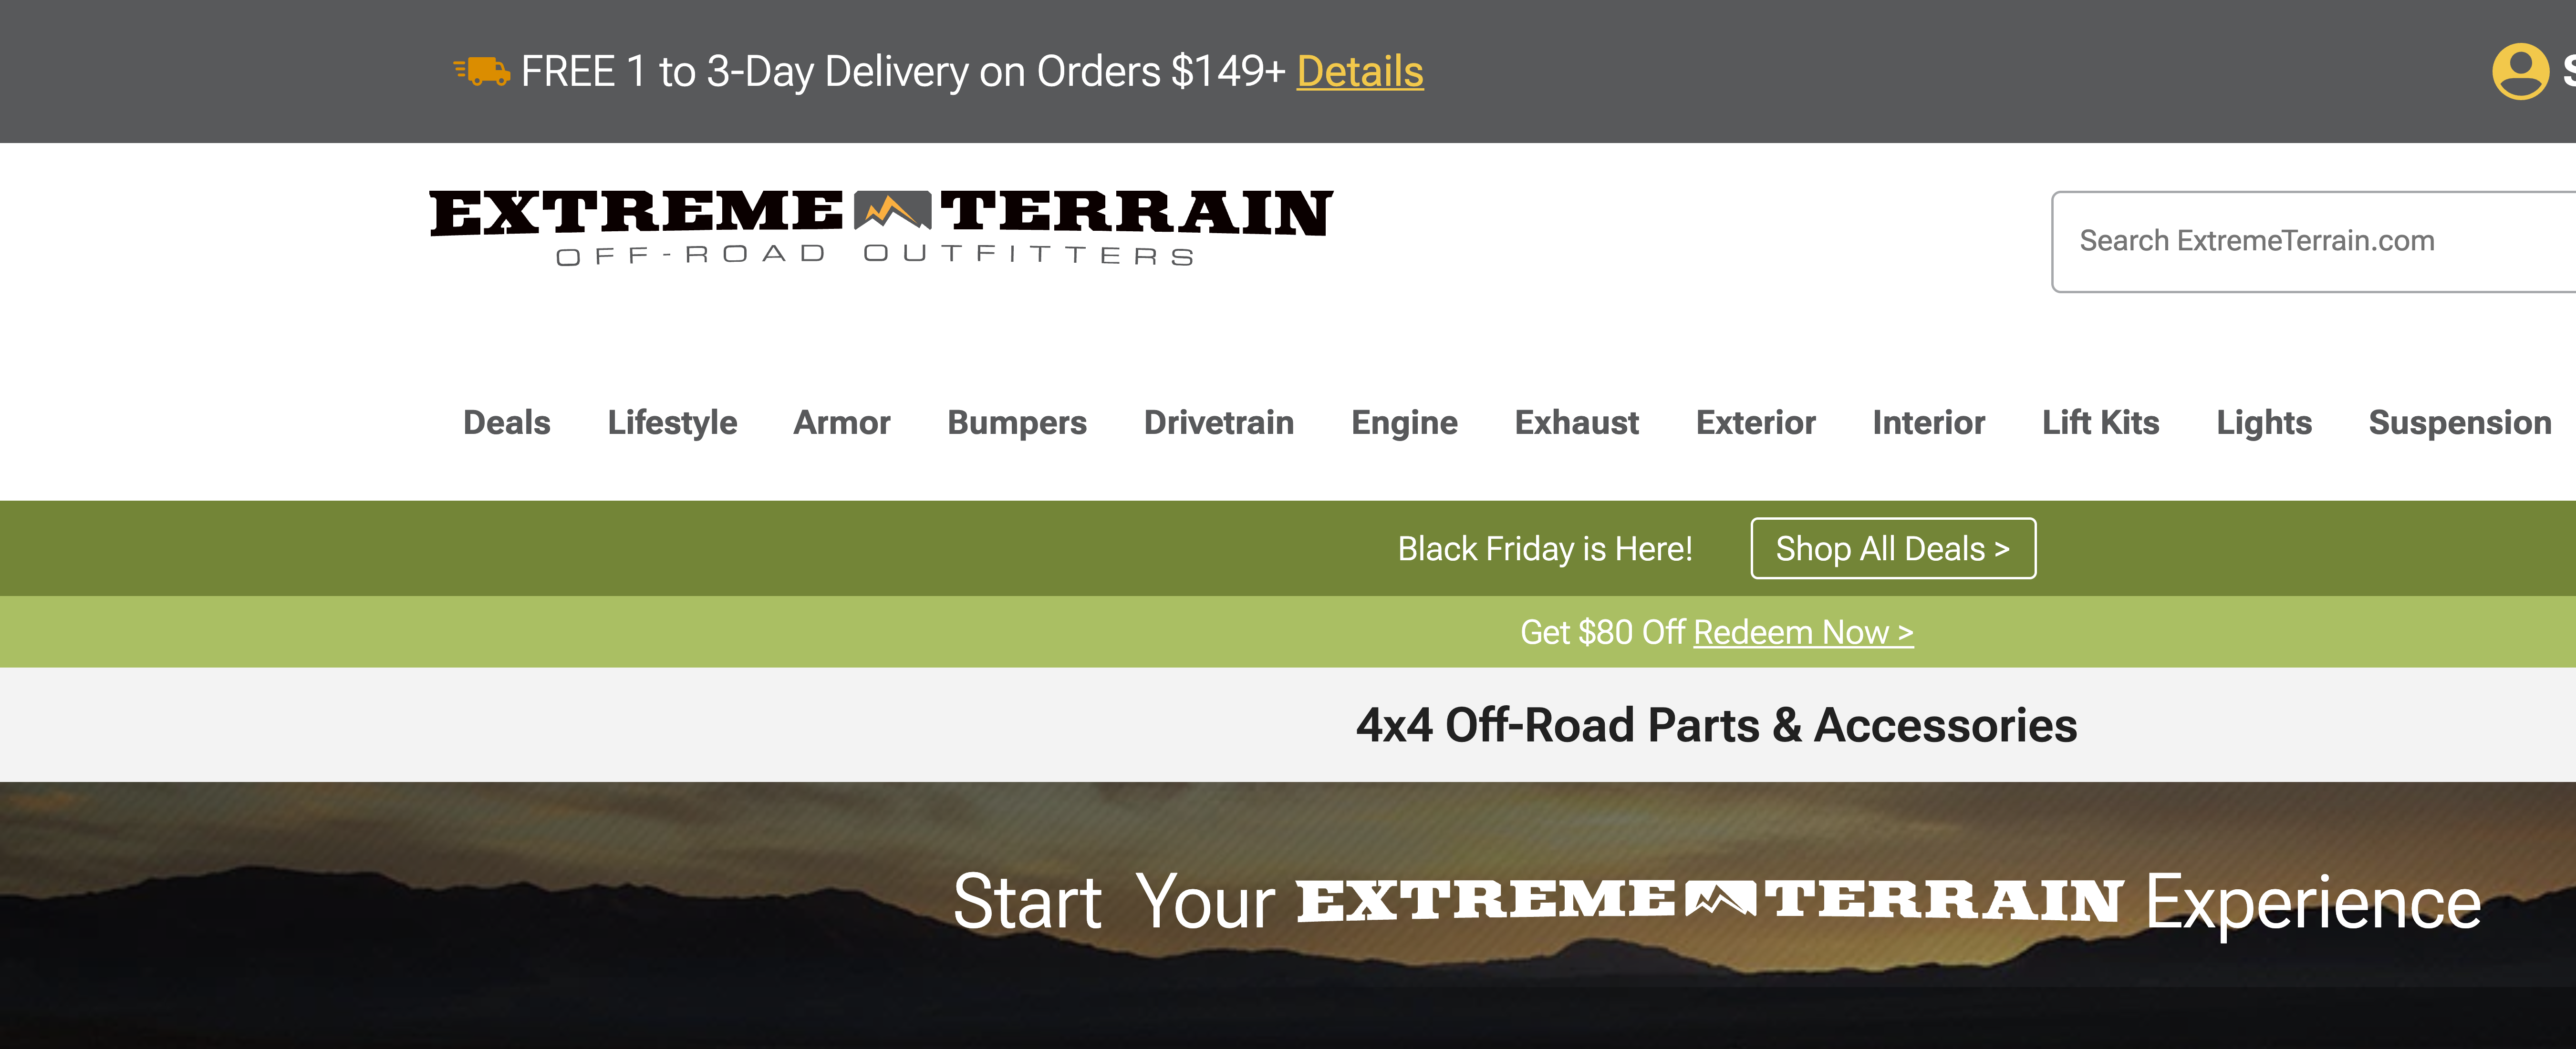 FREE 1 to 3-Day Delivery on Orders $149+ Details
EXTREME TERRAIN
OFF-ROAD OUTFITTERS
Search ExtremeTerrain.com
Deals Lifestyle Armor Bumpers Drivetrain Engine Exhaust Exterior Interior Lift Kits Lights Suspension
Black Friday is Here! Shop All Deals >
Get $80 Off Redeem Now >
4x4 Off-Road Parts & Accessories
Start Your EXTREME TERRAIN Experience